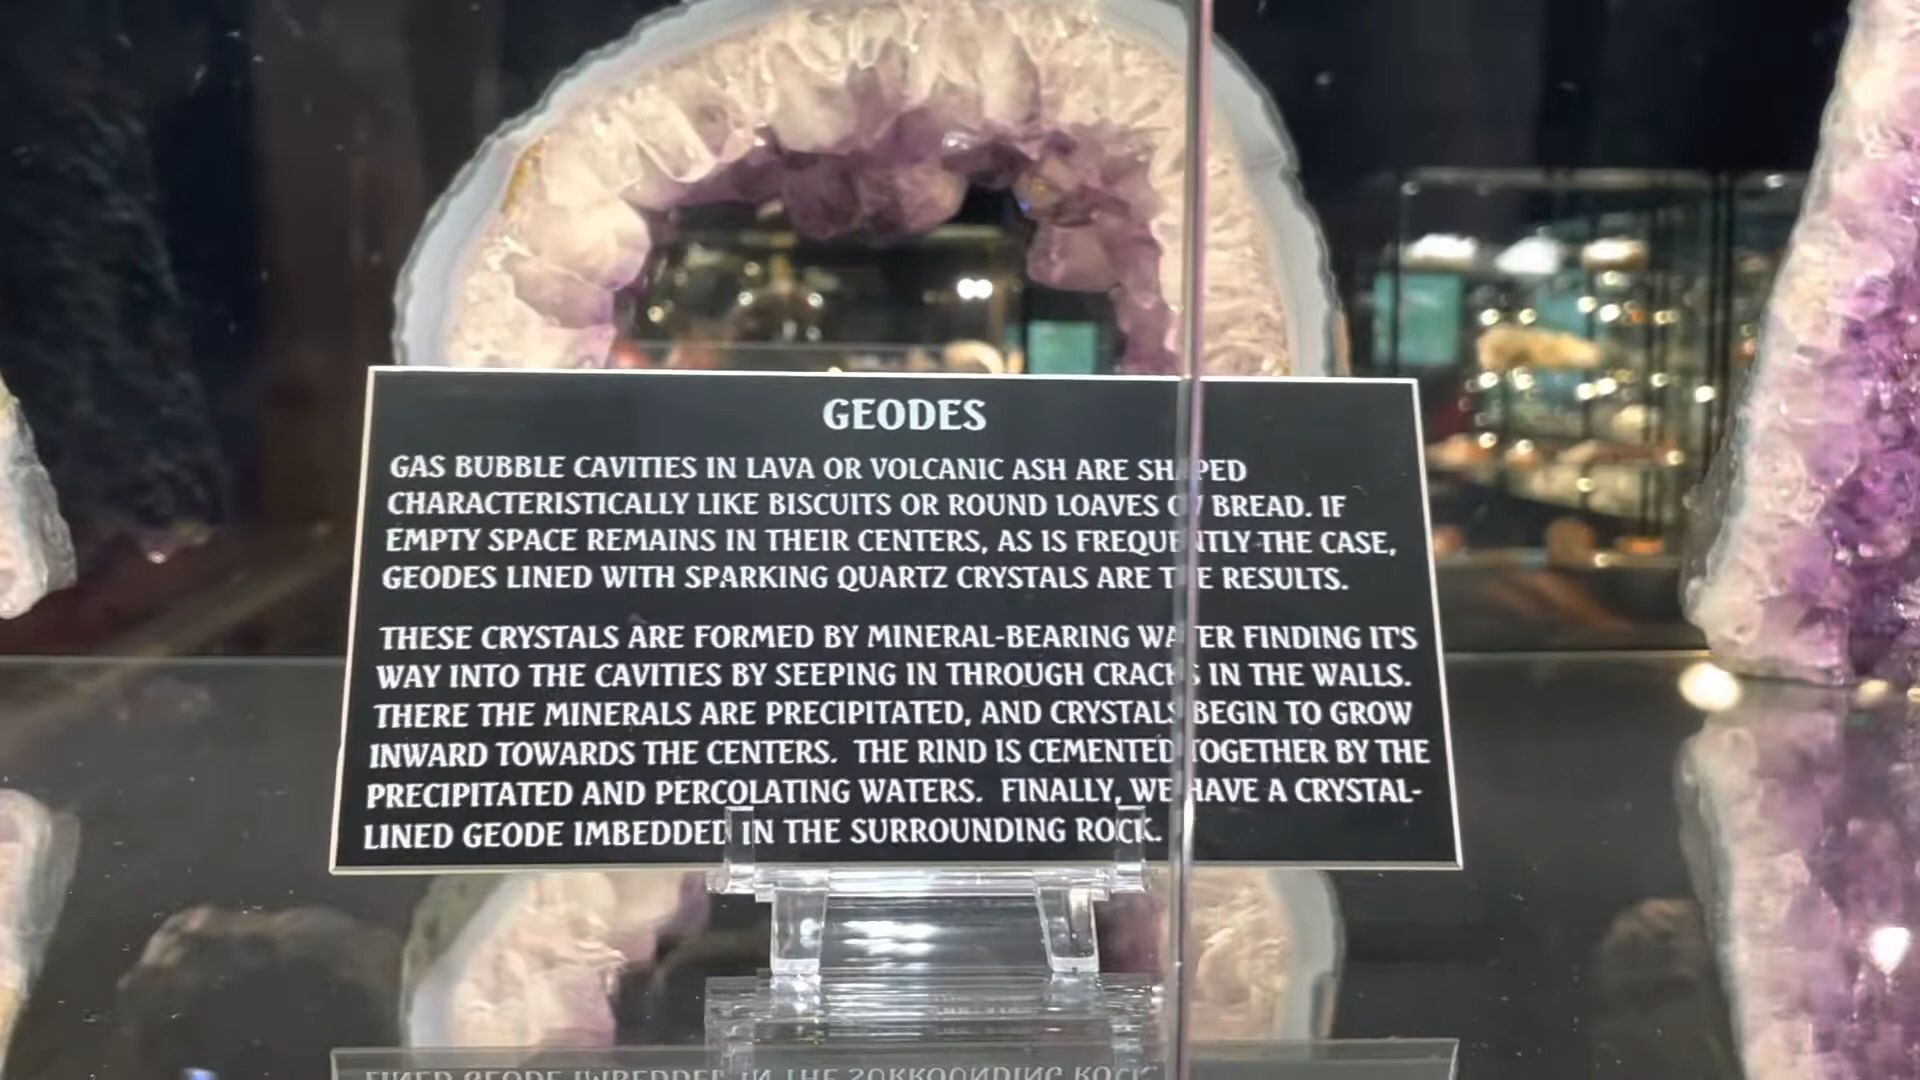 GEODES
GAS BUBBLE CAVITIES IN LAVA OR VOLCANIC ASH ARE SHAPED
CHARACTERISTICALLY LIKE BISCUITS OR ROUND LOAVES OF BREAD. IF
EMPTY SPACE REMAINS IN THEIR CENTERS, AS IS FREQUENTLY THE CASE,
GEODES LINED WITH SPARKING QUARTZ CRYSTALS ARE THE RESULTS.
THESE CRYSTALS ARE FORMED BY MINERAL-BEARING WATER FINDING IT'S
WAY INTO THE CAVITIES BY SEEPING IN THROUGH CRACKS IN THE WALLS.
THERE THE MINERALS ARE PRECIPITATED, AND CRYSTALS BEGIN TO GROW
INWARD TOWARDS THE CENTERS. THE RIND IS CEMENTED TOGETHER BY THE
PRECIPITATED AND PERCOLATING WATERS. FINALLY, WE HAVE A CRYSTAL-
LINED GEODE IMBEDDED IN THE SURROUNDING ROCK.